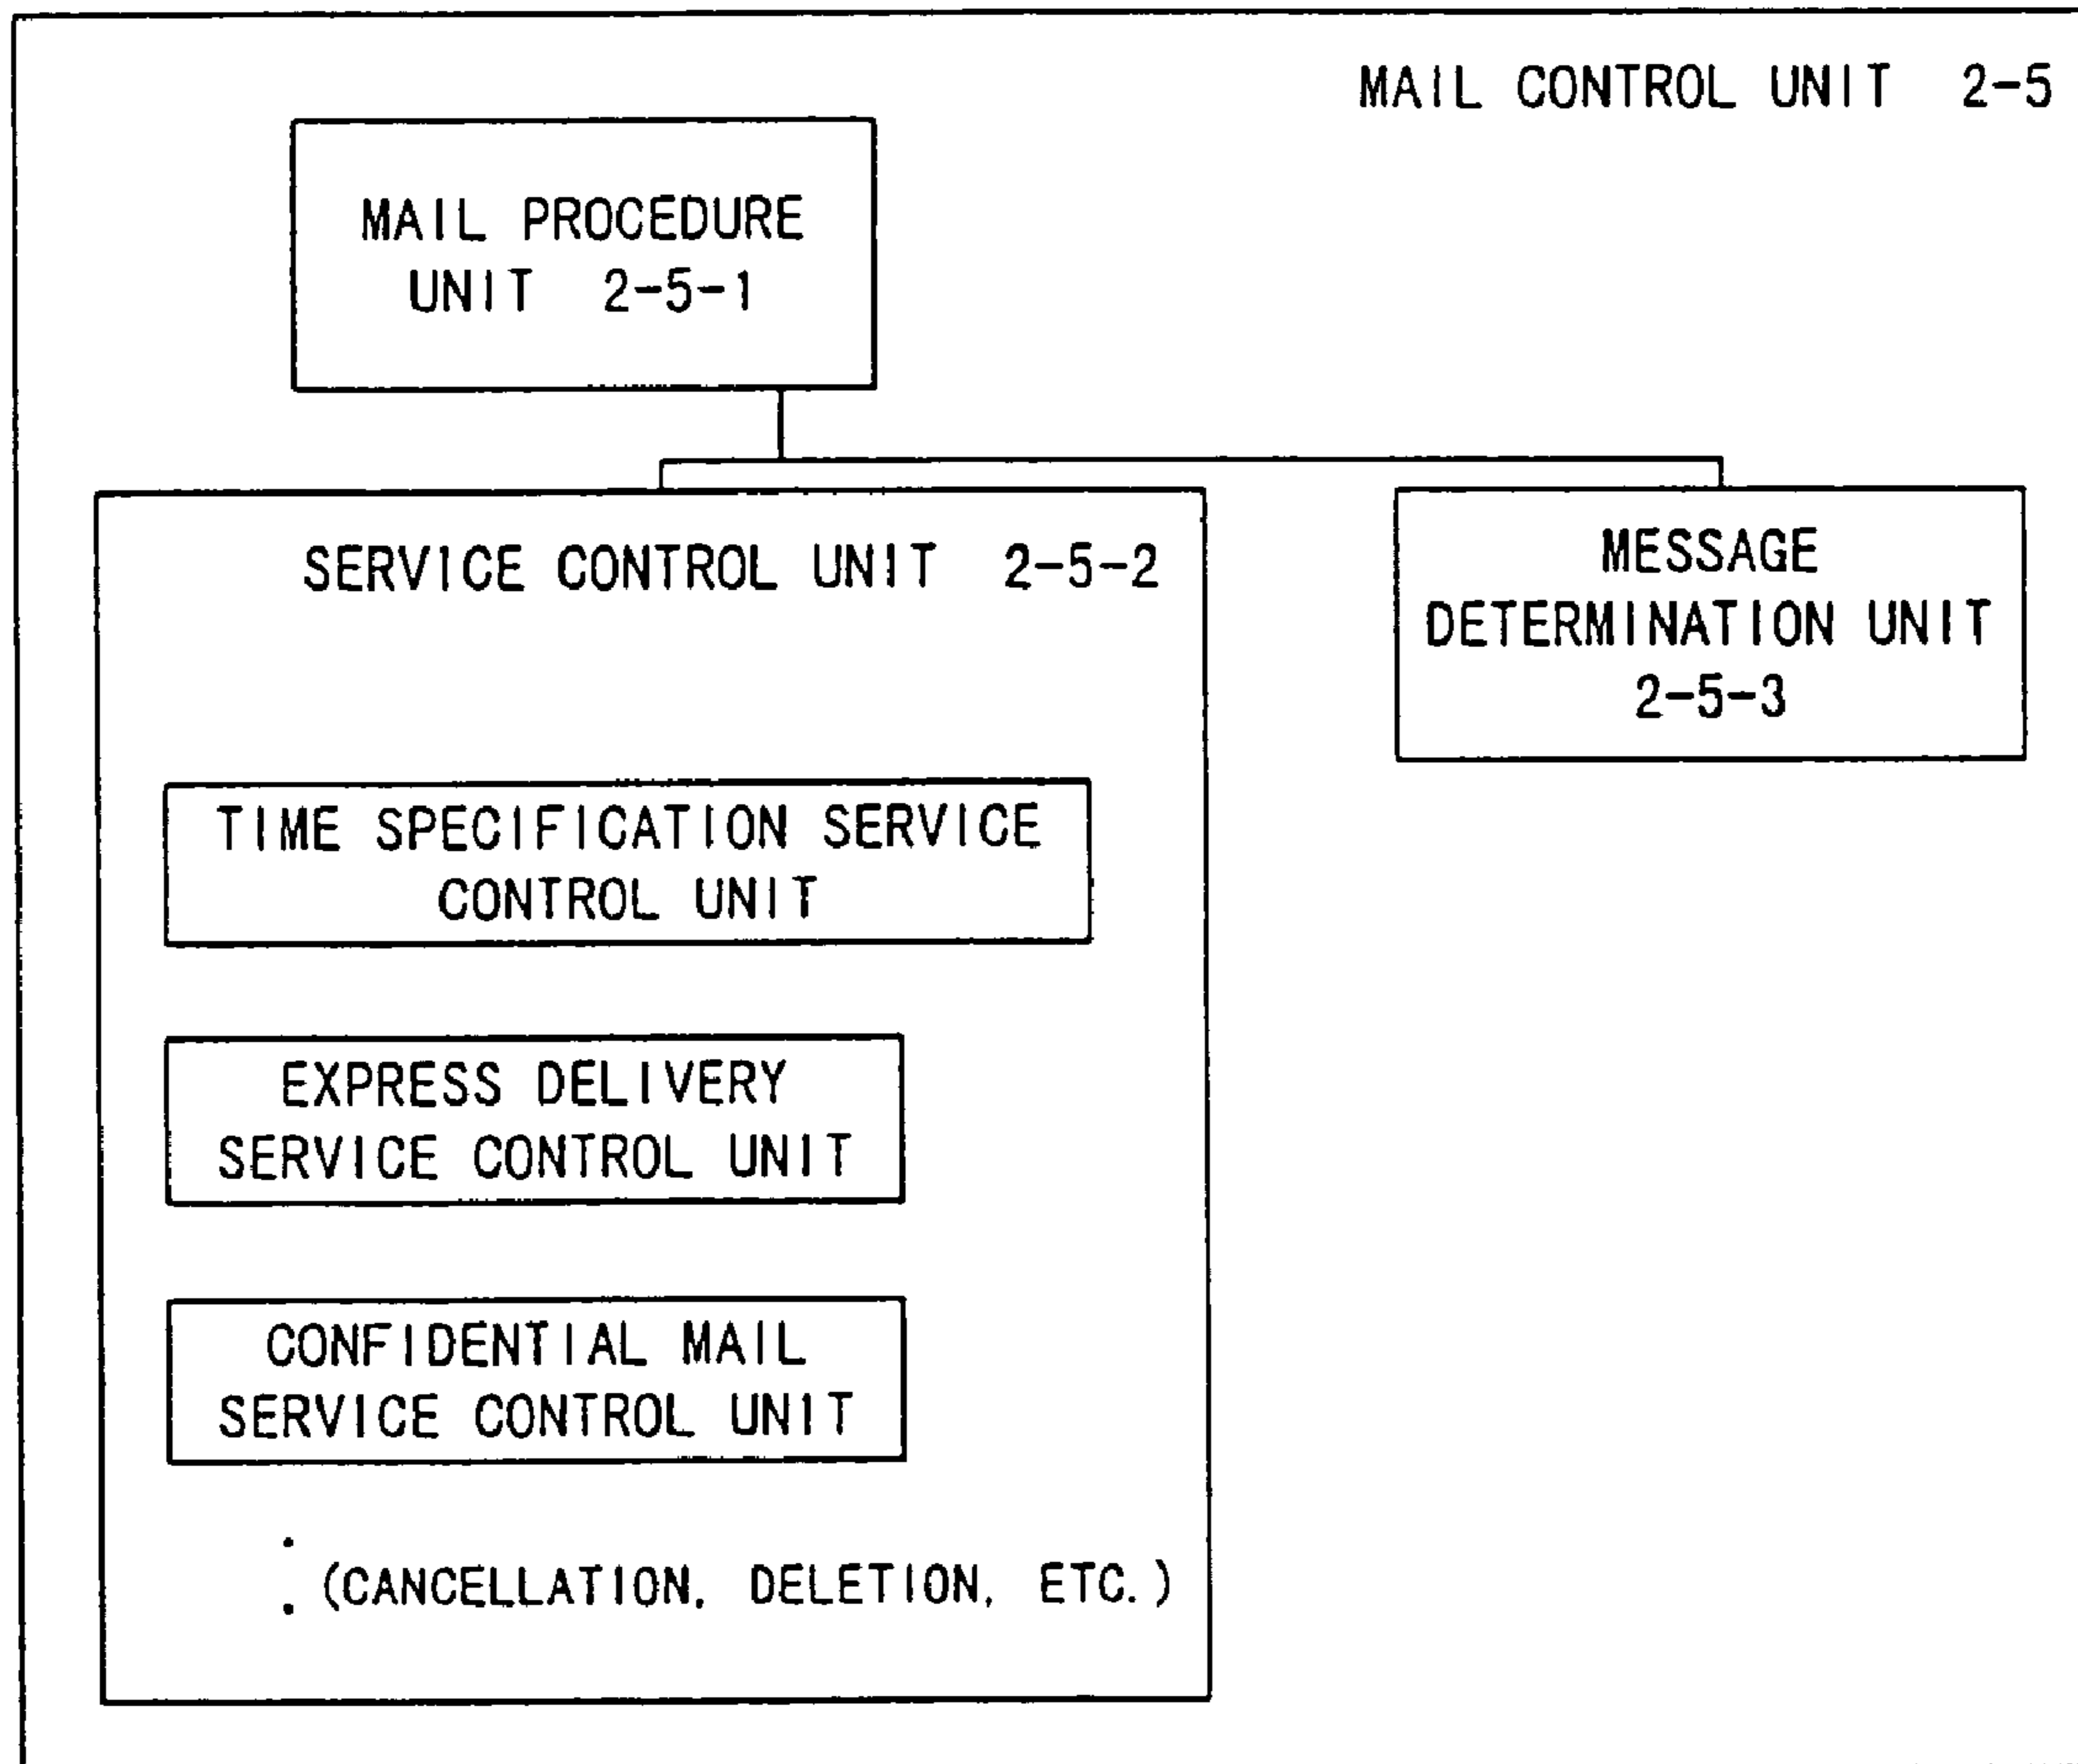 MAIL CONTROL UNIT 2-5
MAIL PROCEDURE
UNIT 2-5-1
SERVICE CONTROL UNIT 2-5-2
MESSAGE
DETERMINATION UNIT
2-5-3
TIME SPECIFICATION SERVICE
CONTROL UNIT
EXPRESS DELIVERY
SERVICE CONTROL UNIT
CONFIDENTIAL MAIL
SERVICE CONTROL UNIT
: (CANCELLATION, DELETION, ETC.)